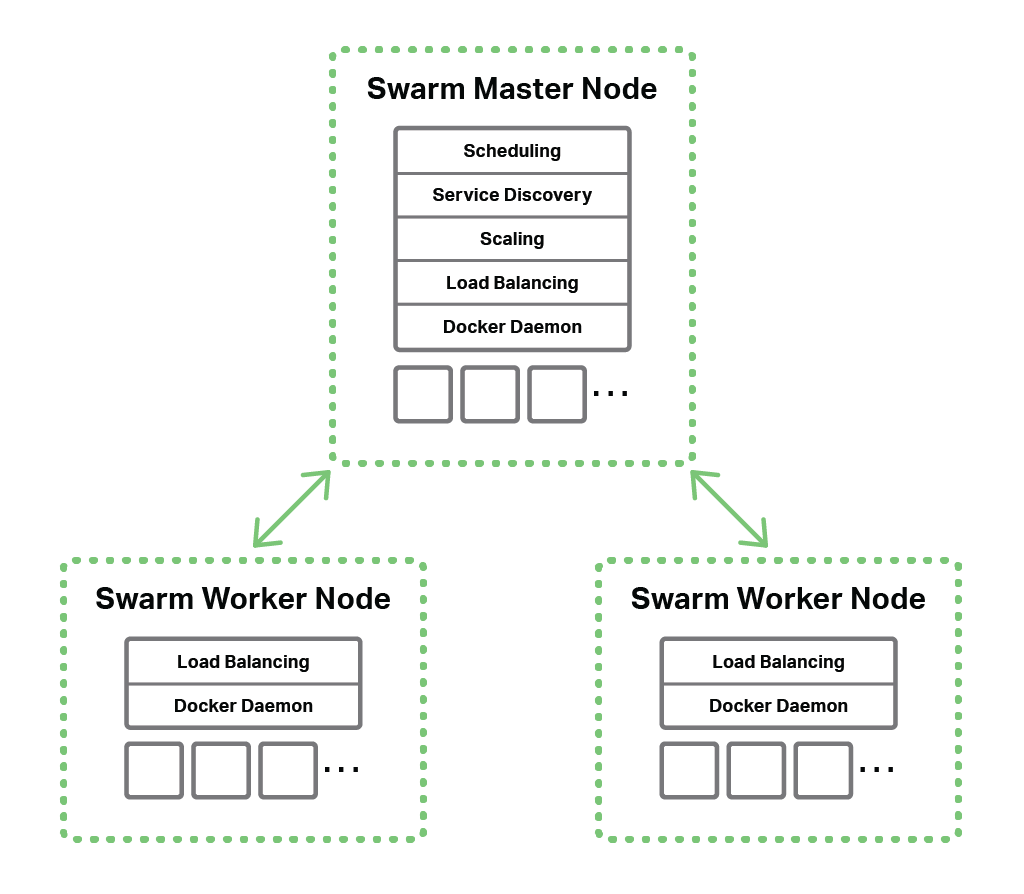 Swarm Master Node
Scheduling
Service Discovery
Scaling
Load Balancing
Docker Daemon
...
Swarm Worker Node
Load Balancing
Docker Daemon
...
Swarm Worker Node
Load Balancing
Docker Daemon
...